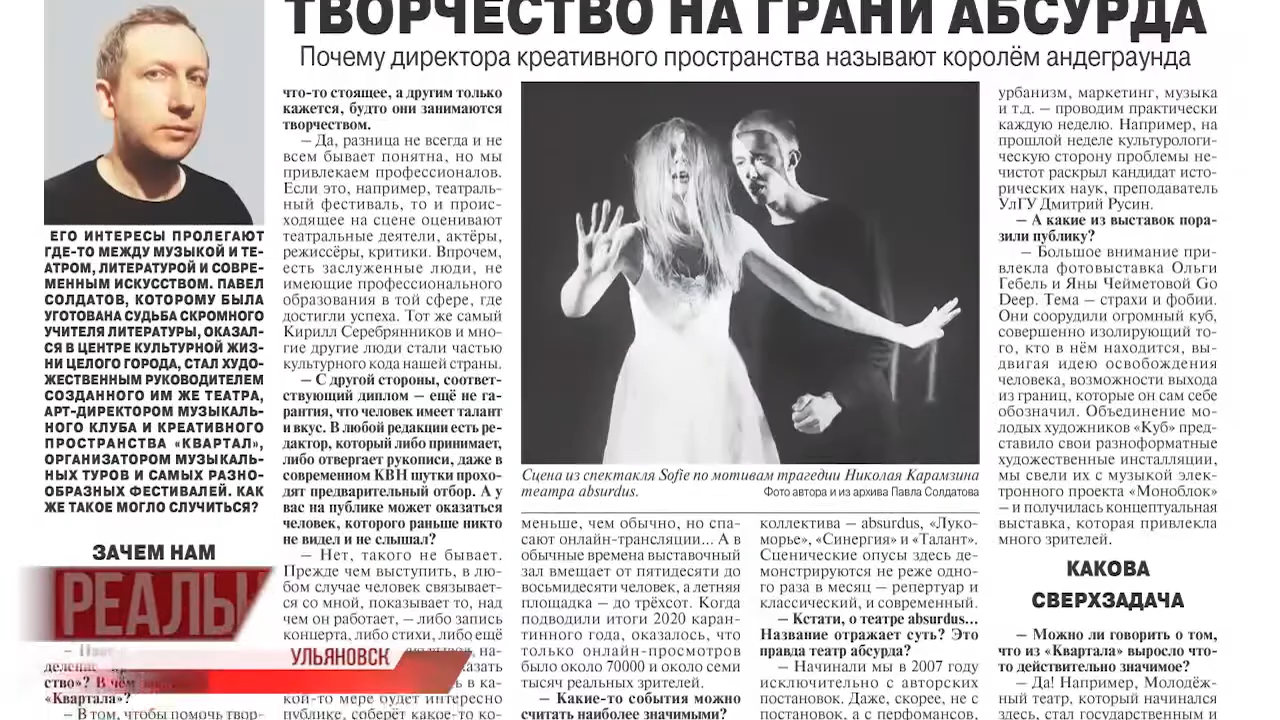 ТВОРЧЕСТВО НА ГРАНИ АБСУРДА
Почему директора креативного пространства называют королём андеграунда
ЕГО ИНТЕРЕСЫ ПРОЛЕГАЮТ
ГДЕ-ТО МЕЖДУ МУЗЫКОЙ И ТЕ-
АТРОМ, ЛИТЕРАТУРОЙ И СОВРЕ-
МЕННЫМ ИСКУССТВОМ. ПАВЕЛ
СОЛДАТОВ, КОТОРОМУ БЫЛА
УГОТОВАНА СУДЬБА СКРОМНОГО
УЧИТЕЛЯ ЛИТЕРАТУРЫ, ОКАЗАЛ-
СЯ В ЦЕНТРЕ КУЛЬТУРНОЙ ЖИЗ-
НИ ЦЕЛОГО ГОРОДА, СТАЛ ХУДО-
ЖЕСТВЕННЫМ РУКОВОДИТЕЛЕМ
СОЗДАННОГО ИМ ЖЕ ТЕАТРА,
АРТ-ДИРЕКТОРОМ МУЗЫКАЛЬ-
НОГО КЛУБА И КРЕАТИВНОГО
ПРОСТРАНСТВА «КВАРТАЛ»,
ОРГАНИЗАТОРОМ МУЗЫКАЛЬ-
НЫХ ТУРОВ И САМЫХ РАЗНО-
ОБРАЗНЫХ ФЕСТИВАЛЕЙ. КАК
ЖЕ ТАКОЕ МОГЛО СЛУЧИТЬСЯ?
ЗАЧЕМ НАМ
РЕАЛЬ
УЛЬЯНОВСК
ство»? В чём
«Квартала»?
– В том, чтобы помочь твор-
что-то стоящее, а другим только
кажется, будто они занимаются
творчеством.
– Да, разница не всегда и не
всем бывает понятна, но мы
привлекаем профессионалов.
Если это, например, театраль-
ный фестиваль, то и проис-
ходящее на сцене оценивают
театральные деятели, актёры,
режиссёры, критики. Впрочем,
есть заслуженные люди, не
имеющие профессионального
образования в той сфере, где
достигли успеха. Тот же самый
Кирилл Серебрянников и мно-
гие другие люди стали частью
культурного кода нашей страны.
– С другой стороны, соответ-
ствующий диплом – ещё не га-
рантия, что человек имеет талант
и вкус. В любой редакции есть ре-
дактор, который либо принимает,
либо отвергает рукописи, даже в
современном КВН шутки прохо-
дят предварительный отбор. А у
вас на публике может оказаться
человек, которого раньше никто
не видел и не слышал?
– Нет, такого не бывает.
Прежде чем выступить, в лю-
бом случае человек связывает-
ся со мной, показывает то, над
чем он работает, – либо запись
концерта, либо стихи, либо ещё
кой-то мере будет интересно
публике, соберёт какое-то ко-
Сцена из спектакля Sofie по мотивам трагедии Николая Карамзина
театра absurdus.
Фото автора и из архива Павла Солдатова
меньше, чем обычно, но спа-
сают онлайн-трансляции... А в
обычные времена выставочный
зал вмещает от пятидесяти до
восьмидесяти человек, а летняя
площадка – до трёхсот. Когда
подводили итоги 2020 каран-
тинного года, оказалось, что
только онлайн-просмотров
было около 70000 и около семи
тысяч реальных зрителей.
– Какие-то события можно
считать наиболее значимыми?
коллектива – absurdus, «Луко-
морье», «Синергия» и «Талант».
Сценические опусы здесь де-
монстрируются не реже одно-
го раза в месяц – репертуар и
классический, и современный.
– Кстати, о театре absurdus...
Название отражает суть? Это
правда театр абсурда?
– Начинали мы в 2007 году
исключительно с авторских
постановок. Даже, скорее, не с
постановок, а с перфомансов,
урбанизм, маркетинг, музыка
и т.д. – проводим практически
каждую неделю. Например, на
прошлой неделе культурологи-
ческую сторону проблемы не-
чистот раскрыл кандидат исто-
рических наук, преподаватель
УлГУ Дмитрий Русин.
– А какие из выставок пора-
зили публику?
– Большое внимание при-
влекла фотовыставка Ольги
Гебель и Яны Чейметовой Go
Deep. Тема – страхи и фобии.
Они соорудили огромный куб,
совершенно изолирующий то-
го, кто в нём находится, вы-
двигая идею освобождения
человека, возможности выхода
из границ, которые он сам себе
обозначил. Объединение мо-
лодых художников «Куб» пред-
ставило свои разноформатные
художественные инсталляции,
мы свели их с музыкой элек-
тронного проекта «Моноблок»
– и получилась концептуальная
выставка, которая привлекла
много зрителей.
КАКОВА
СВЕРХЗАДАЧА
– Можно ли говорить о том,
что из «Квартала» выросло что-
то действительно значимое?
– Да! Например, Молодёж-
ный театр, который начинался
здесь, стал государственным и